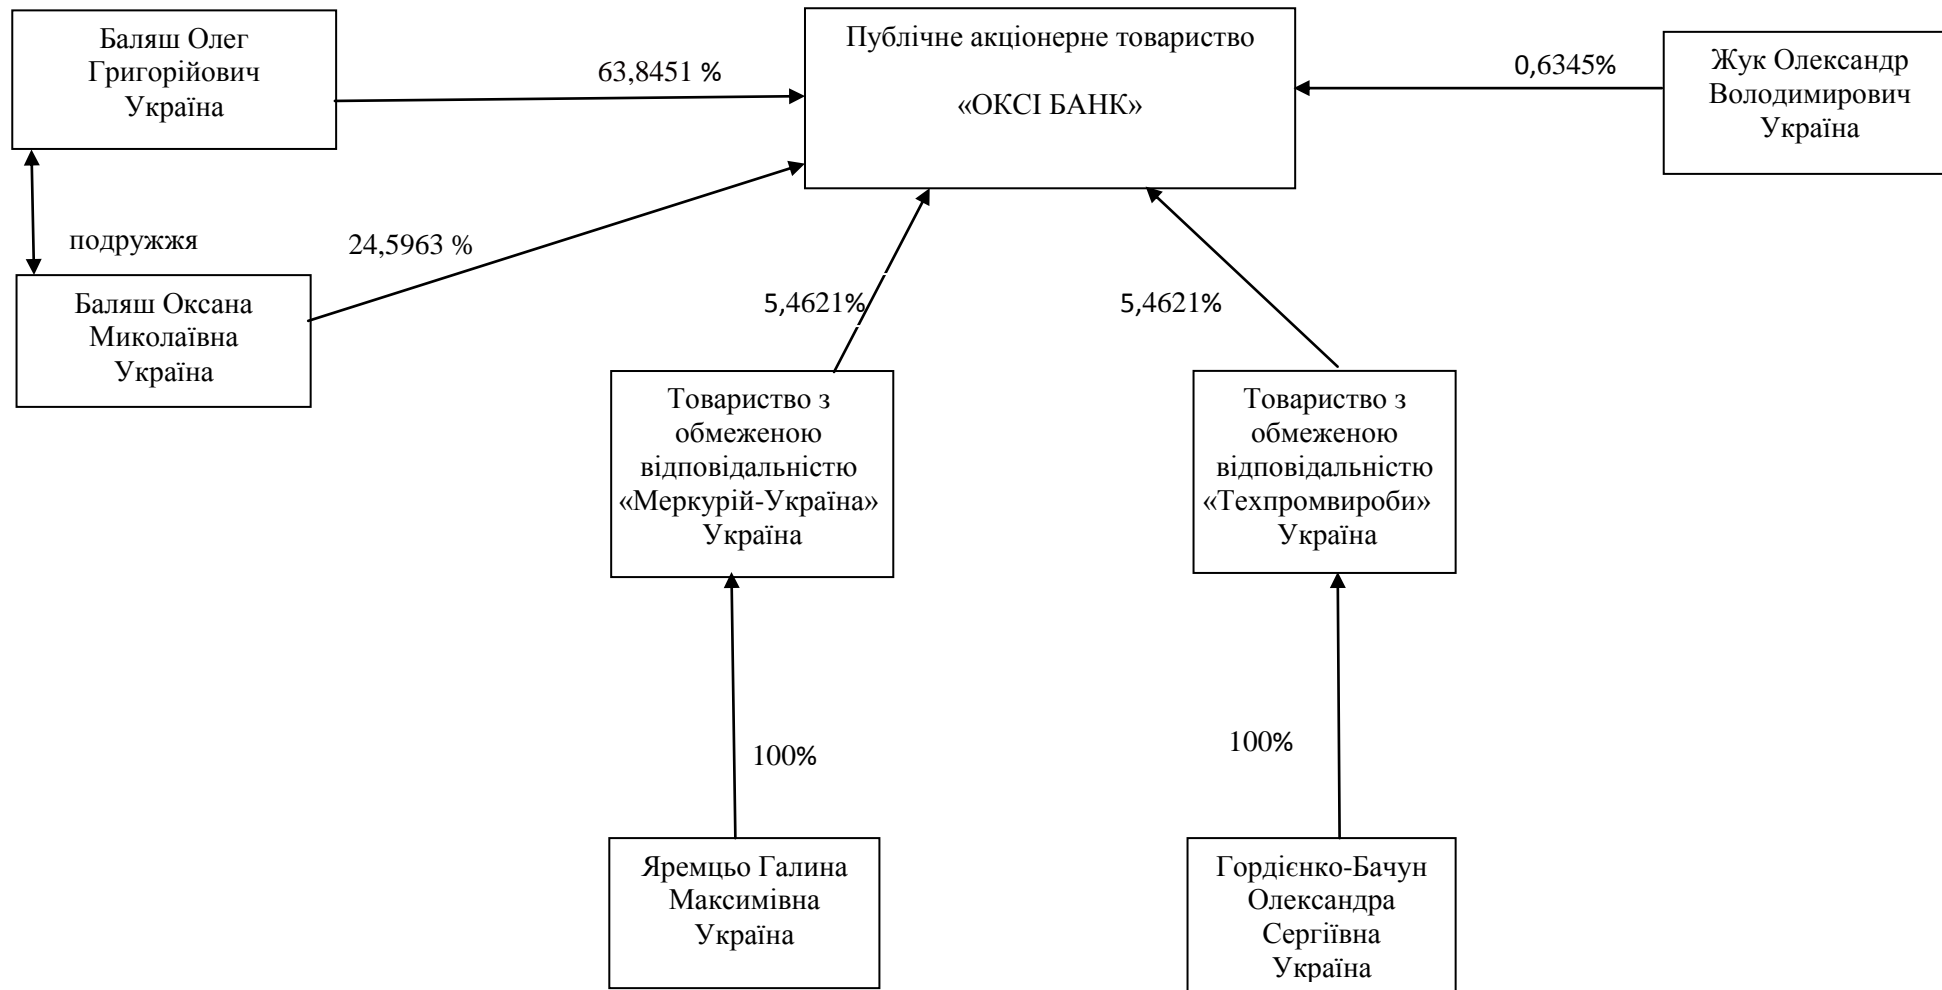 Баляш Олег
Григорійович
Україна
63,8451 %
Публічне акціонерне товариство
«ОКСІ БАНК»
0,6345%
Жук Олександр
Володимирович
Україна
подружжя
24,5963 %
Баляш Оксана
Миколаївна
Україна
5,4621%
5,4621%
Товариство з
обмеженою
відповідальністю
«Меркурій-Україна»
Україна
Товариство з
обмеженою
відповідальністю
«Техпромвироби»
Україна
100%
100%
Яремцьо Галина
Максимівна
Україна
Гордієнко-Бачун
Олександра
Сергіївна
Україна